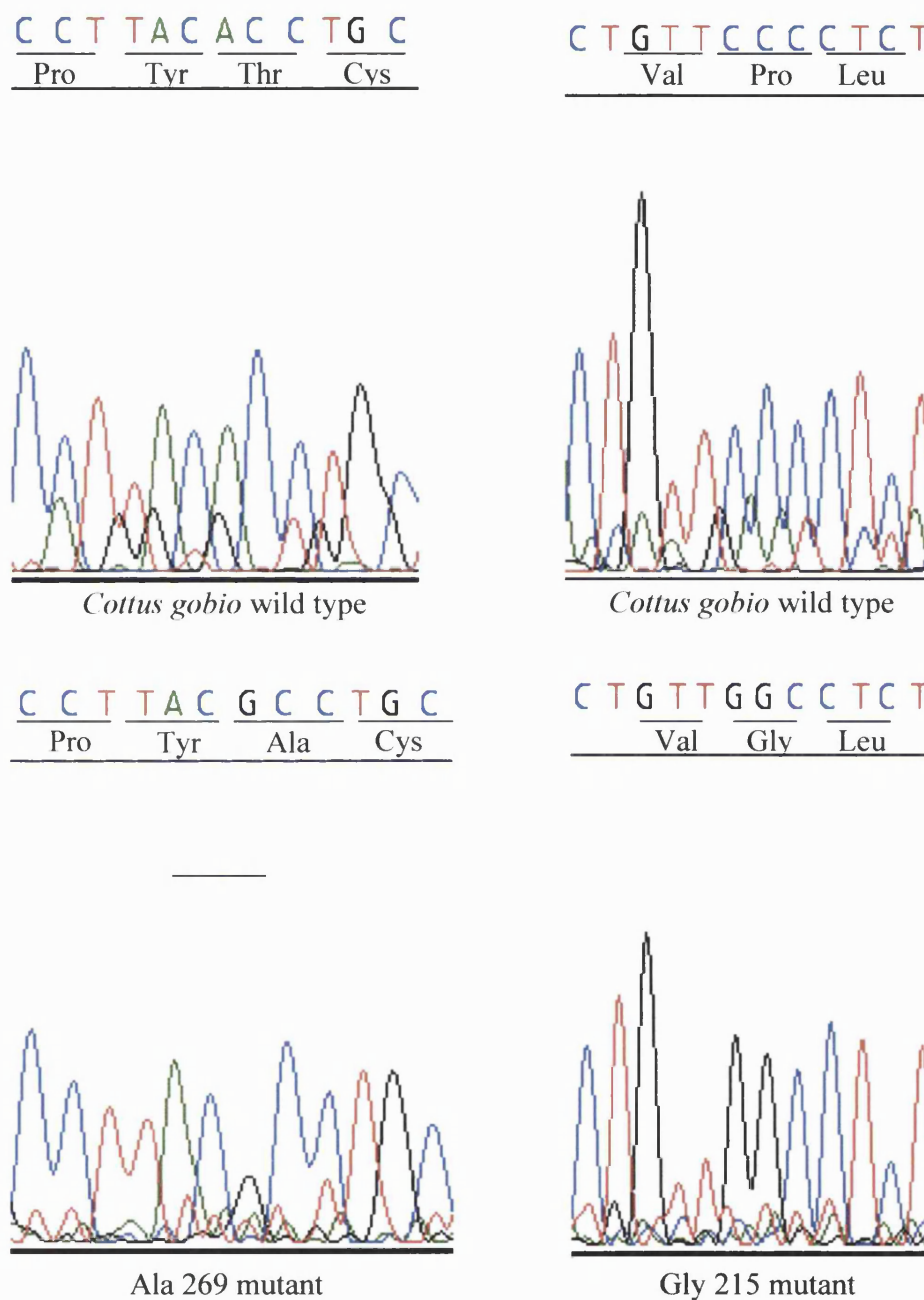 C C T T A C A C C T G C
Pro Tyr Thr Cys
Cottus gobio wild type
C T G T T C C C C T C T
Val Pro Leu
Cottus gobio wild type
C C T T A C G C C T G C
Pro Tyr Ala Cys
Ala 269 mutant
C T G T T G G C C T C T
Val Gly Leu
Gly 215 mutant